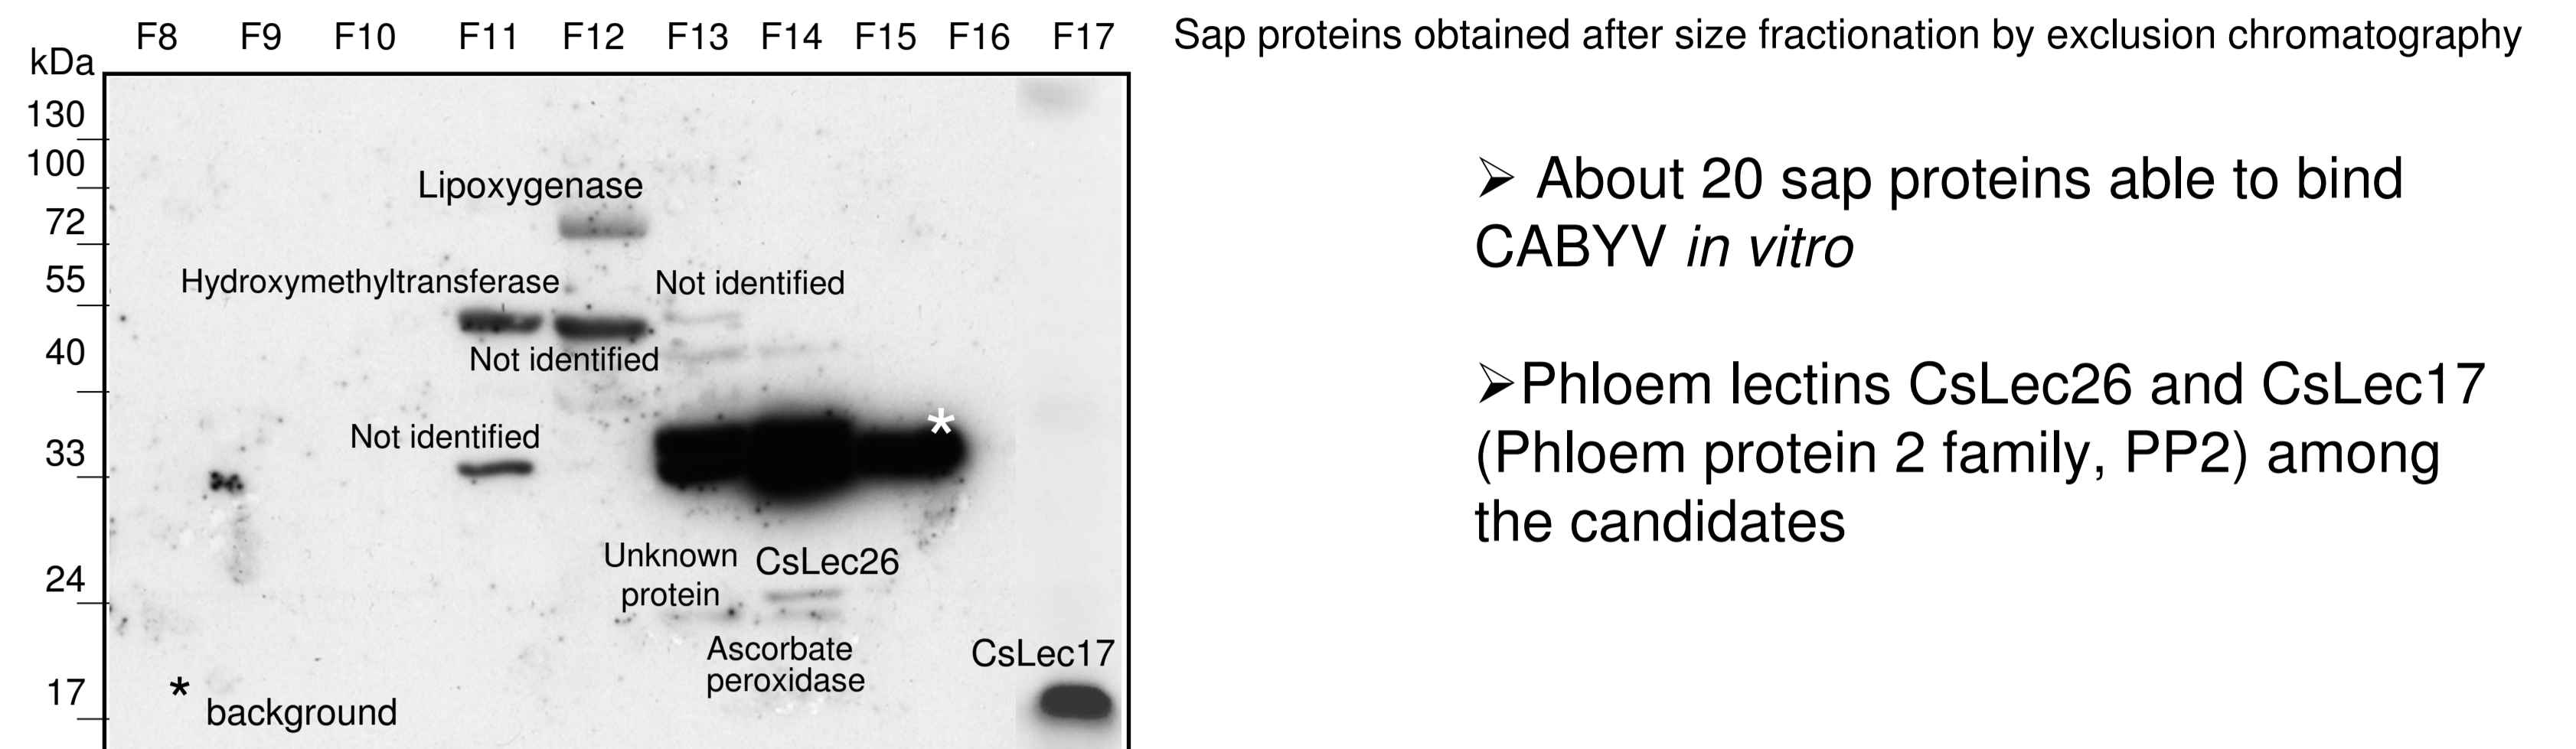 F8 F9 F10 F11 F12 F13 F14 F15 F16 F17
Sap proteins obtained after size fractionation by exclusion chromatography
kDa
130
100
72
55
40
33
24
17
Lipoxygenase
Hydroxymethyltransferase
Not identified
Not identified
Not identified
*
Unknown
protein
CsLec26
Ascorbate
peroxidase
CsLec17
* background
➢ About 20 sap proteins able to bind
CABYV in vitro
➢Phloem lectins CsLec26 and CsLec17
(Phloem protein 2 family, PP2) among
the candidates